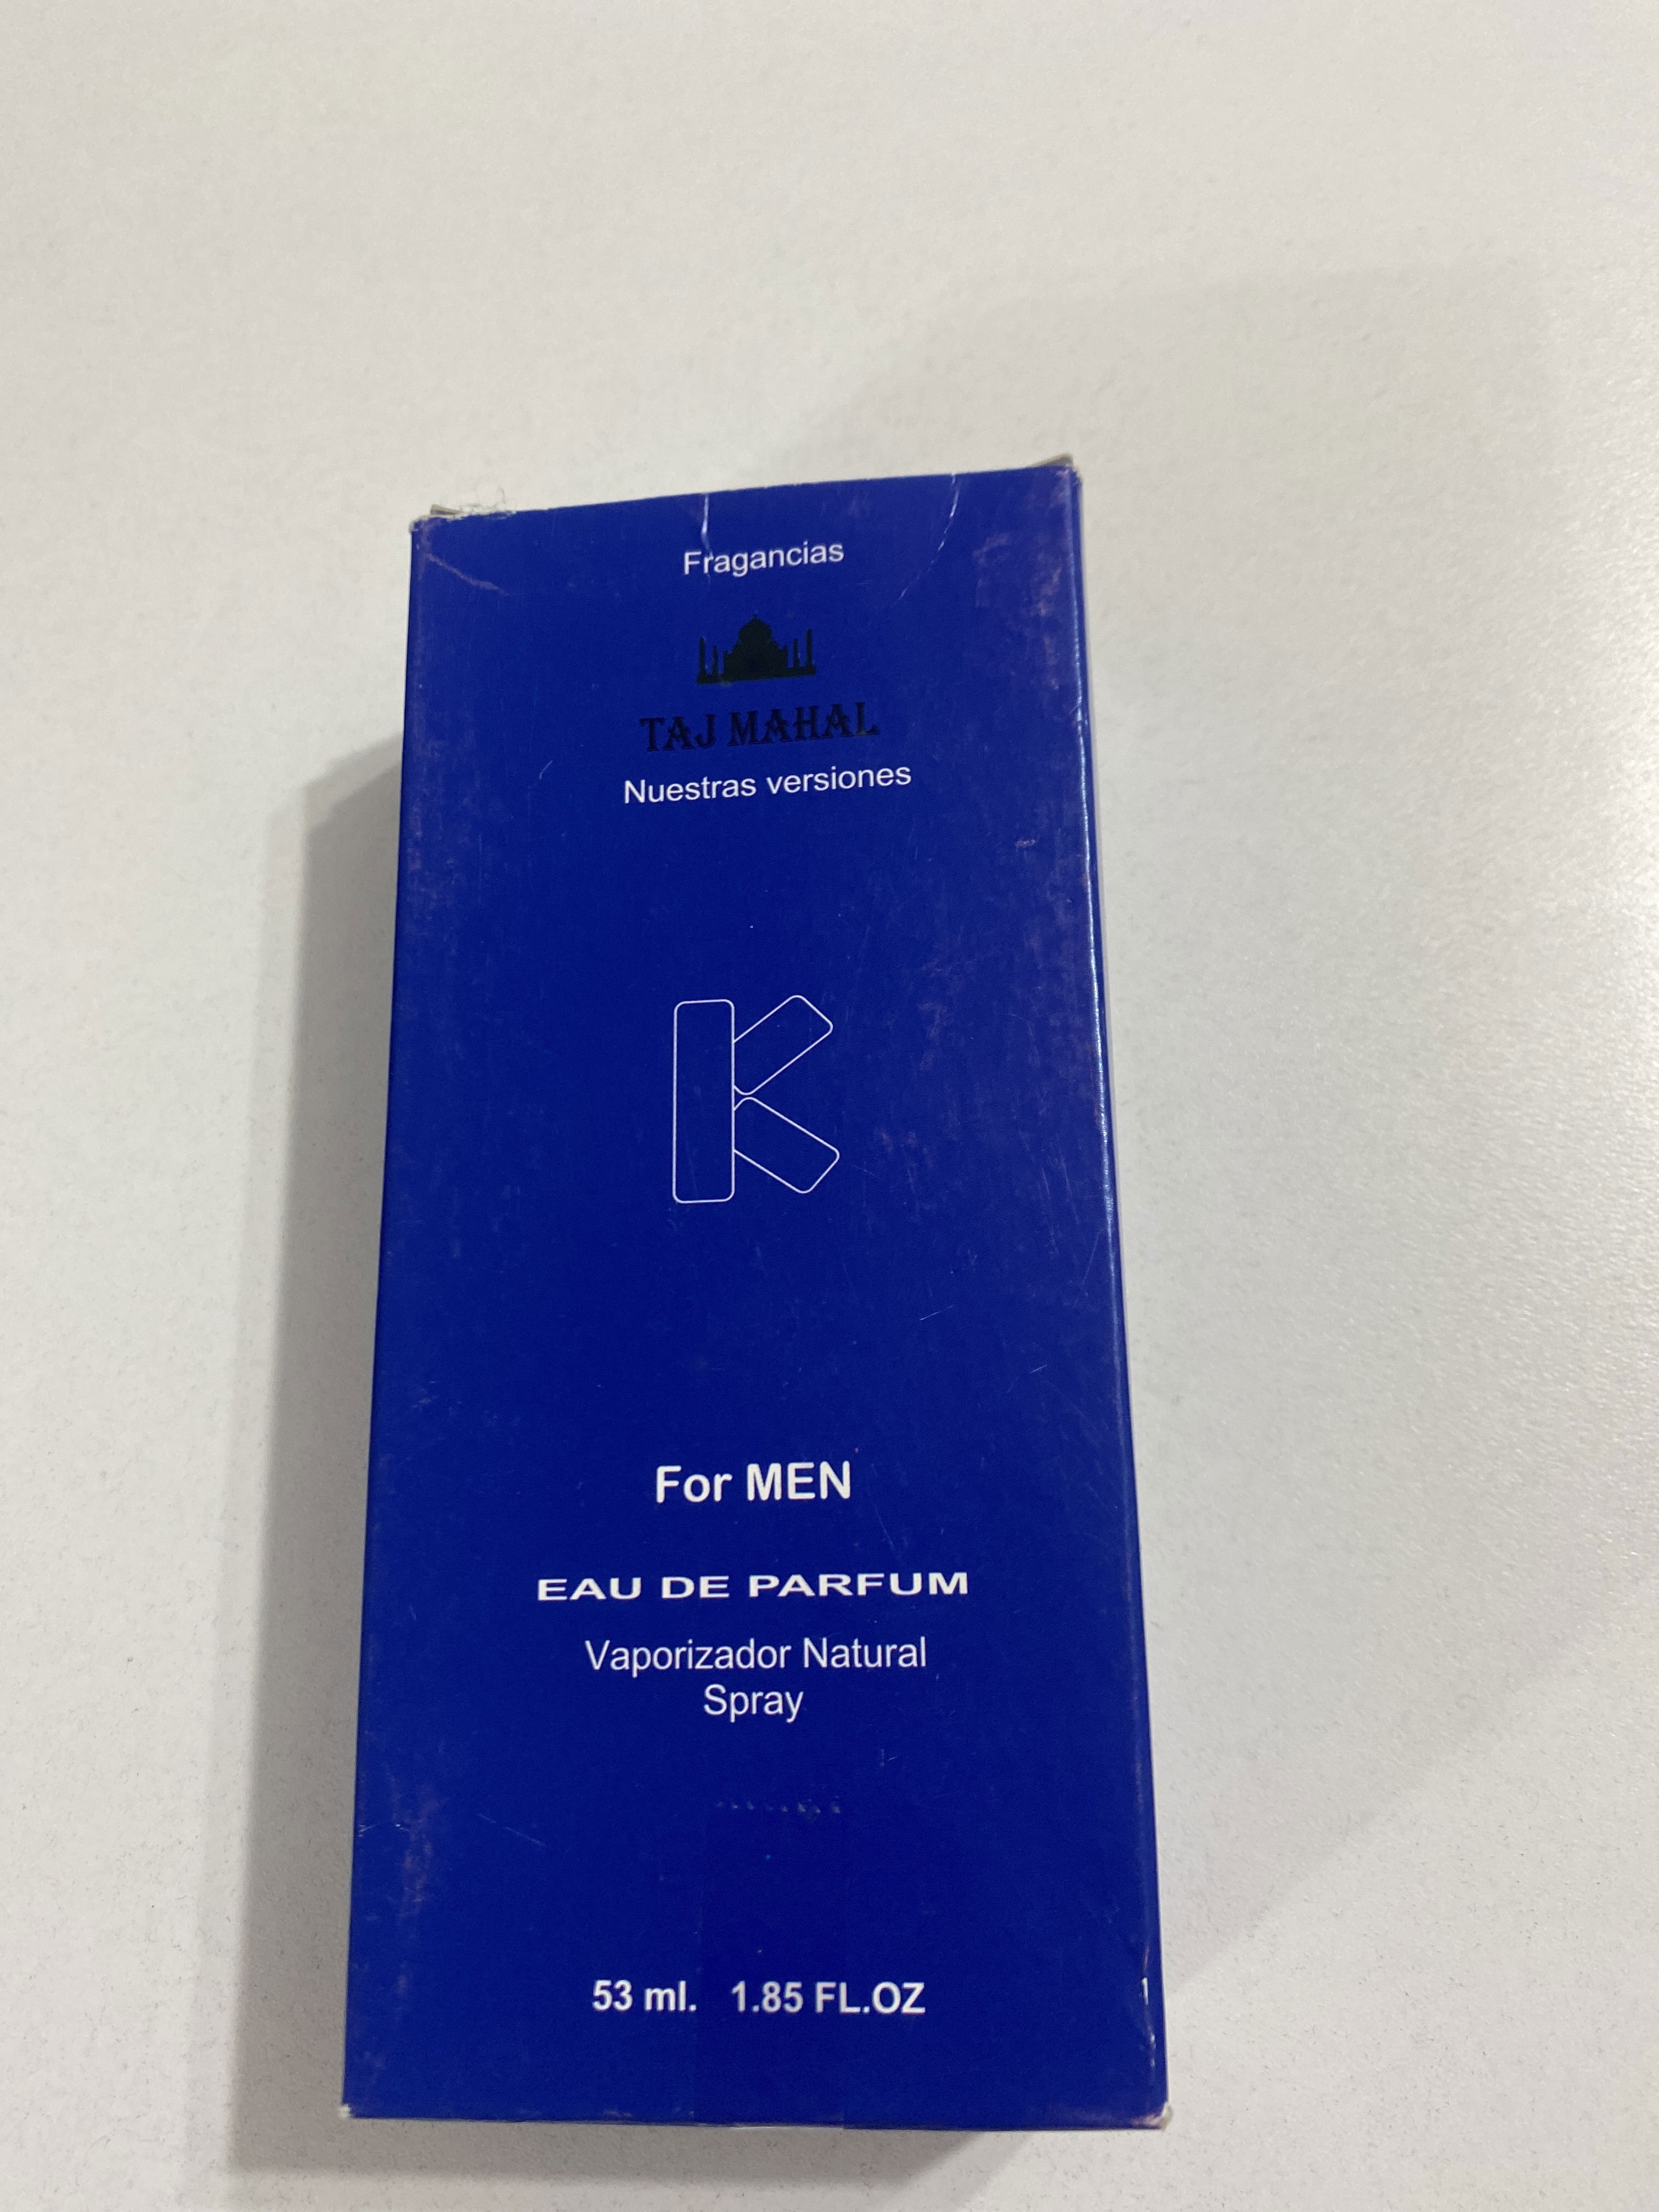 Fragancias
TAJ MAHAL
Nuestras versiones
K
For MEN
EAU DE PARFUM
Vaporizador Natural
Spray
53 ml. 1.85 FL.OZ